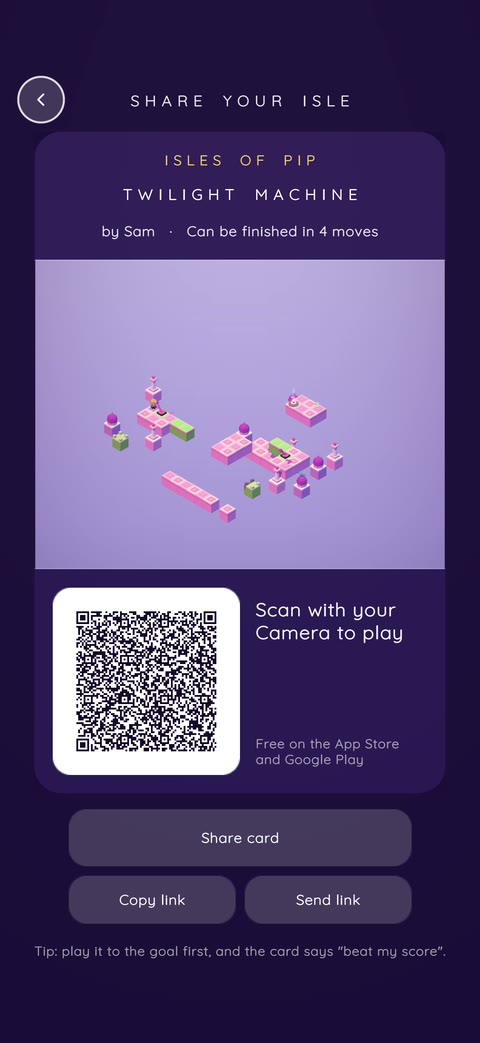 SHARE YOUR ISLE
ISLES OF PIP
TWILIGHT MACHINE
by Sam · Can be finished in 4 moves
Scan with your
Camera to play
Free on the App Store
and Google Play
Share card
Copy link
Send link
Tip: play it to the goal first, and the card says "beat my score".